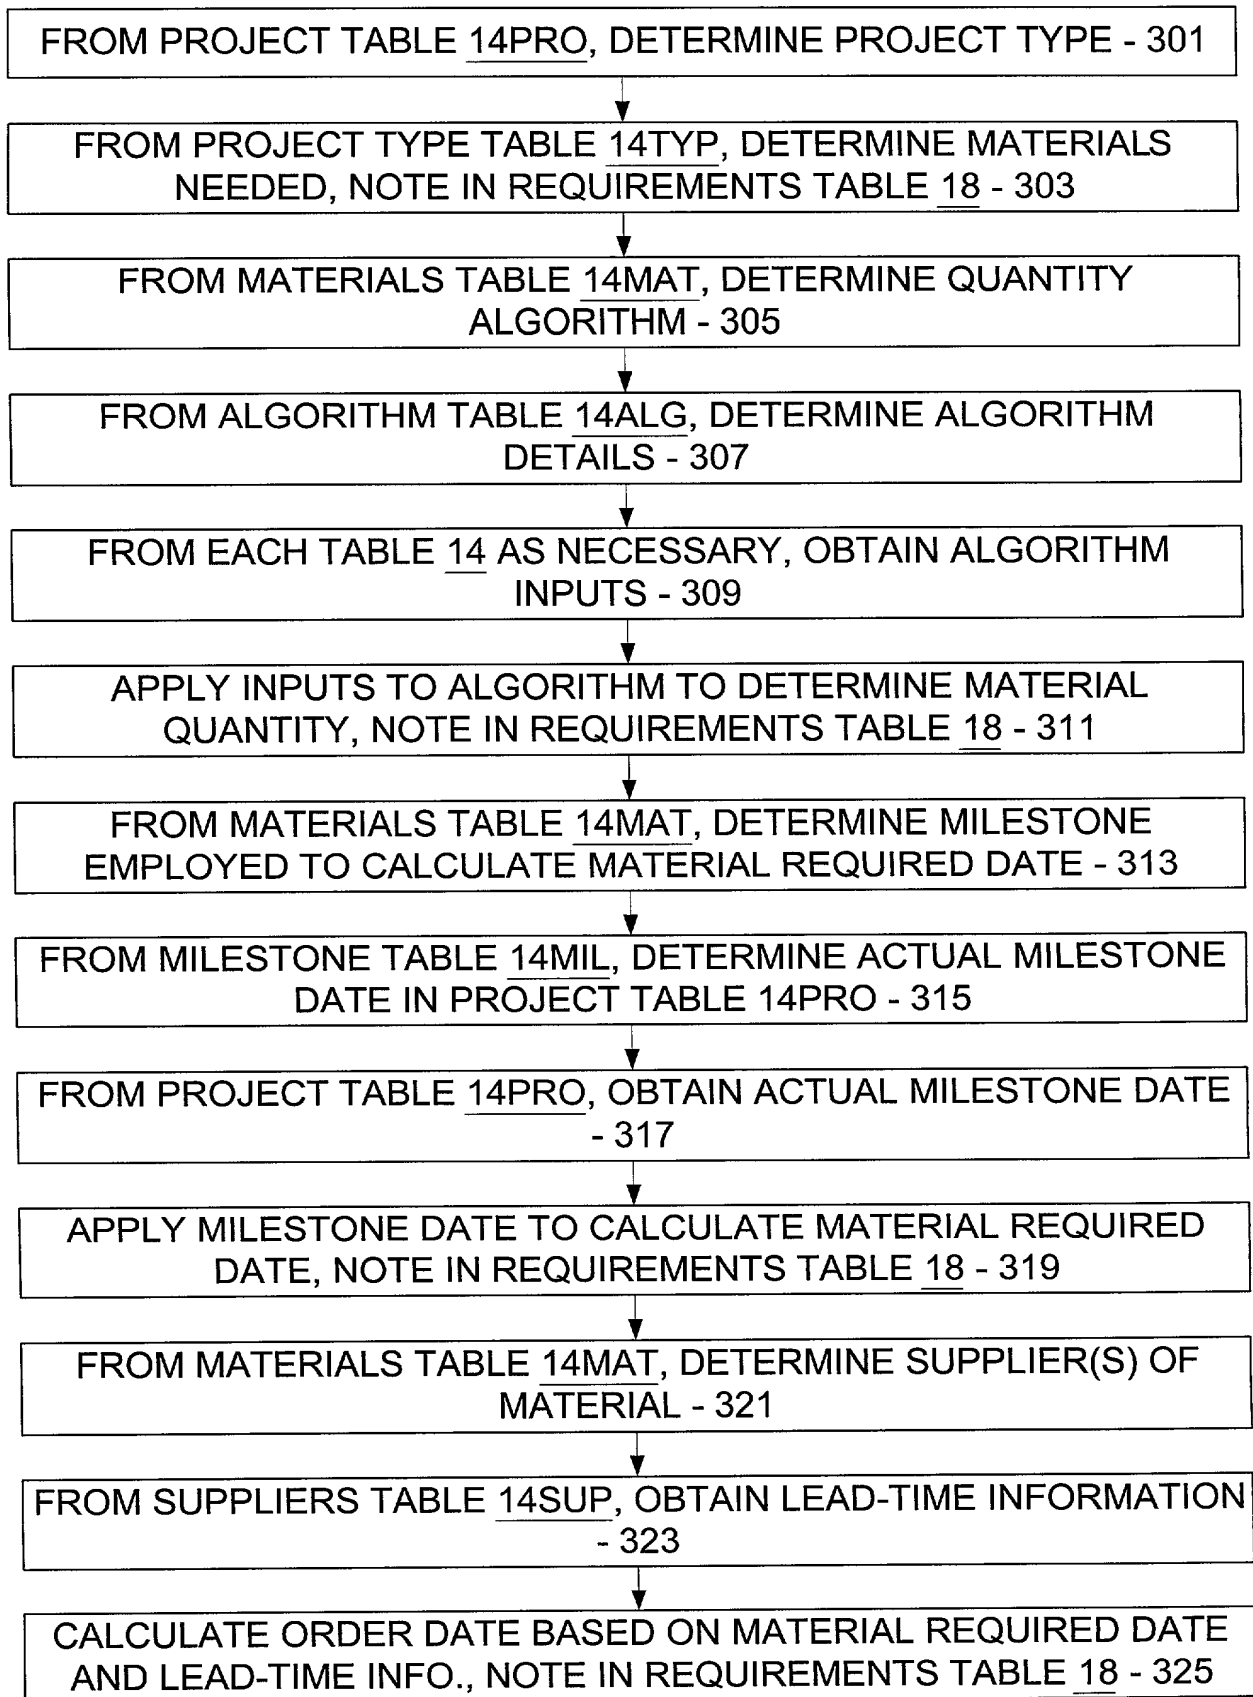 FROM PROJECT TABLE 14PRO, DETERMINE PROJECT TYPE - 301
FROM PROJECT TYPE TABLE 14TYP, DETERMINE MATERIALS
NEEDED, NOTE IN REQUIREMENTS TABLE 18 - 303
FROM MATERIALS TABLE 14MAT, DETERMINE QUANTITY
ALGORITHM - 305
FROM ALGORITHM TABLE 14ALG, DETERMINE ALGORITHM
DETAILS - 307
FROM EACH TABLE 14 AS NECESSARY, OBTAIN ALGORITHM
INPUTS - 309
APPLY INPUTS TO ALGORITHM TO DETERMINE MATERIAL
QUANTITY, NOTE IN REQUIREMENTS TABLE 18 - 311
FROM MATERIALS TABLE 14MAT, DETERMINE MILESTONE
EMPLOYED TO CALCULATE MATERIAL REQUIRED DATE - 313
FROM MILESTONE TABLE 14MIL, DETERMINE ACTUAL MILESTONE
DATE IN PROJECT TABLE 14PRO - 315
FROM PROJECT TABLE 14PRO, OBTAIN ACTUAL MILESTONE DATE
- 317
APPLY MILESTONE DATE TO CALCULATE MATERIAL REQUIRED
DATE, NOTE IN REQUIREMENTS TABLE 18 - 319
FROM MATERIALS TABLE 14MAT, DETERMINE SUPPLIER(S) OF
MATERIAL - 321
FROM SUPPLIERS TABLE 14SUP, OBTAIN LEAD-TIME INFORMATION
- 323
CALCULATE ORDER DATE BASED ON MATERIAL REQUIRED DATE
AND LEAD-TIME INFO., NOTE IN REQUIREMENTS TABLE 18 - 325